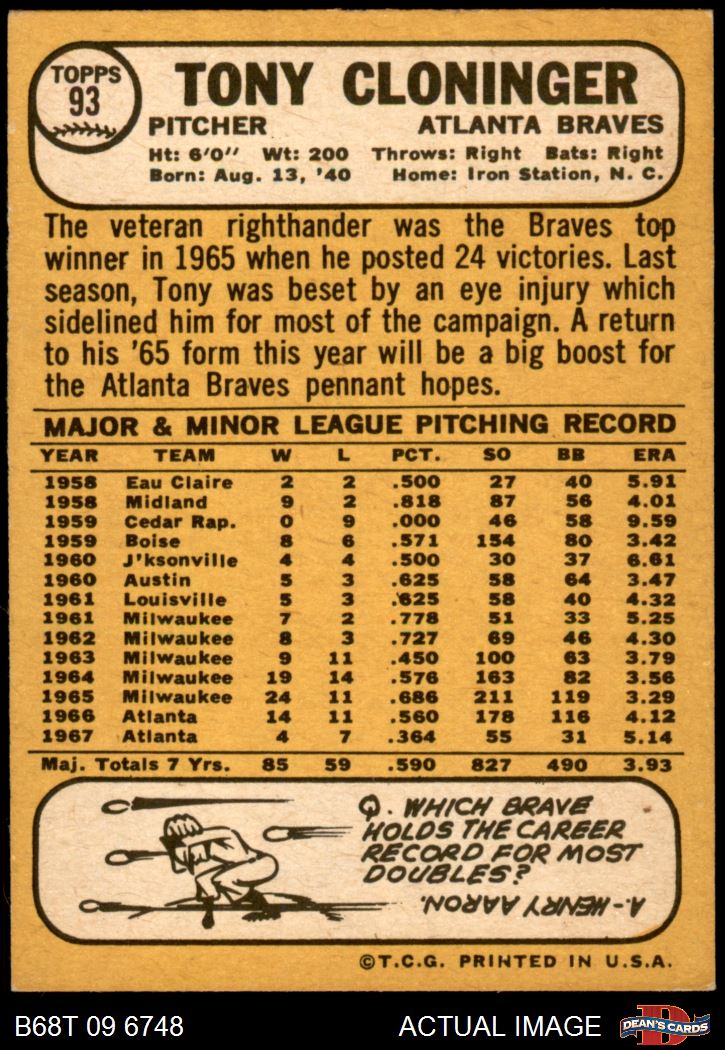 TOPPS
93
TONY CLONINGER
PITCHER ATLANTA BRAVES
Ht: 6'0" Wt: 200 Throws: Right Bats: Right
Born: Aug. 13, '40 Home: Iron Station, N. C.
The veteran righthander was the Braves top
winner in 1965 when he posted 24 victories. Last
season, Tony was beset by an eye injury which
sidelined him for most of the campaign. A return
to his '65 form this year will be a big boost for
the Atlanta Braves pennant hopes.
MAJOR & MINOR LEAGUE PITCHING RECORD
YEAR TEAM W L PCT. SO BB ERA
1958 Eau Claire 2 2 .500 27 40 5.91
1958 Midland 9 2 .818 87 56 4.01
1959 Cedar Rap. 0 9 .000 46 58 9.59
1959 Boise 8 6 .571 154 80 3.42
1960 J'ksonville 4 4 .500 30 37 6.61
1960 Austin 5 3 .625 58 64 3.47
1961 Louisville 5 3 .625 58 40 4.32
1961 Milwaukee 7 2 .778 51 33 5.25
1962 Milwaukee 8 3 .727 69 46 4.30
1963 Milwaukee 9 11 .450 100 63 3.79
1964 Milwaukee 19 14 .576 163 82 3.56
1965 Milwaukee 24 11 .686 211 119 3.29
1966 Atlanta 14 11 .560 178 116 4.12
1967 Atlanta 4 7 .364 55 31 5.14
Maj. Totals 7 Yrs. 85 59 .590 827 490 3.93
Q. WHICH BRAVE
HOLDS THE CAREER
RECORD FOR MOST
DOUBLES?
A-HENRY AARON.
©T.C.G. PRINTED IN U.S.A.
B68T 09 6748 ACTUAL IMAGE
D
DEAN'S CARDS